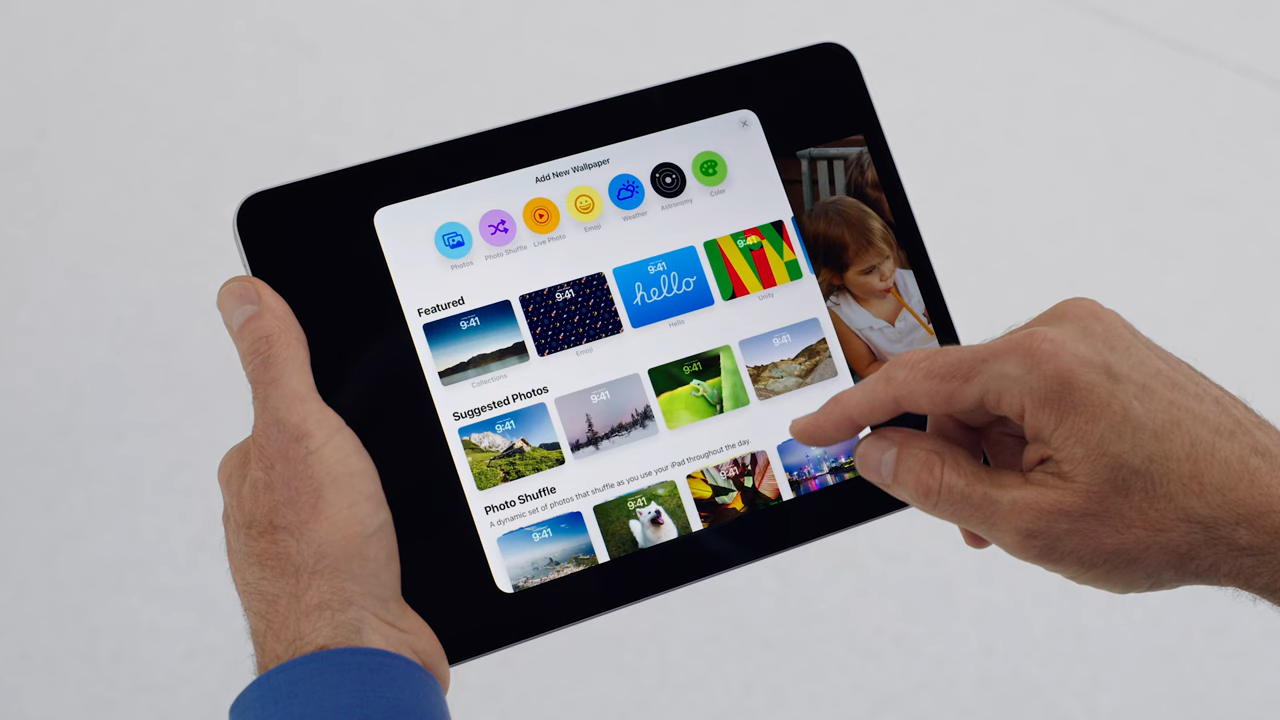 Add New Wallpaper
Photos
Photo Shuffle
Live Photo
Emoji
Weather
Astronomy
Color
Featured
9:41
9:41
9:41
hello
9:41
Collections
Emoji
Hello
Unity
Suggested Photos
9:41
9:41
9:41
9:41
Photo Shuffle
A dynamic set of photos that shuffle as you use your iPad throughout the day.
9:41
9:41
9:41